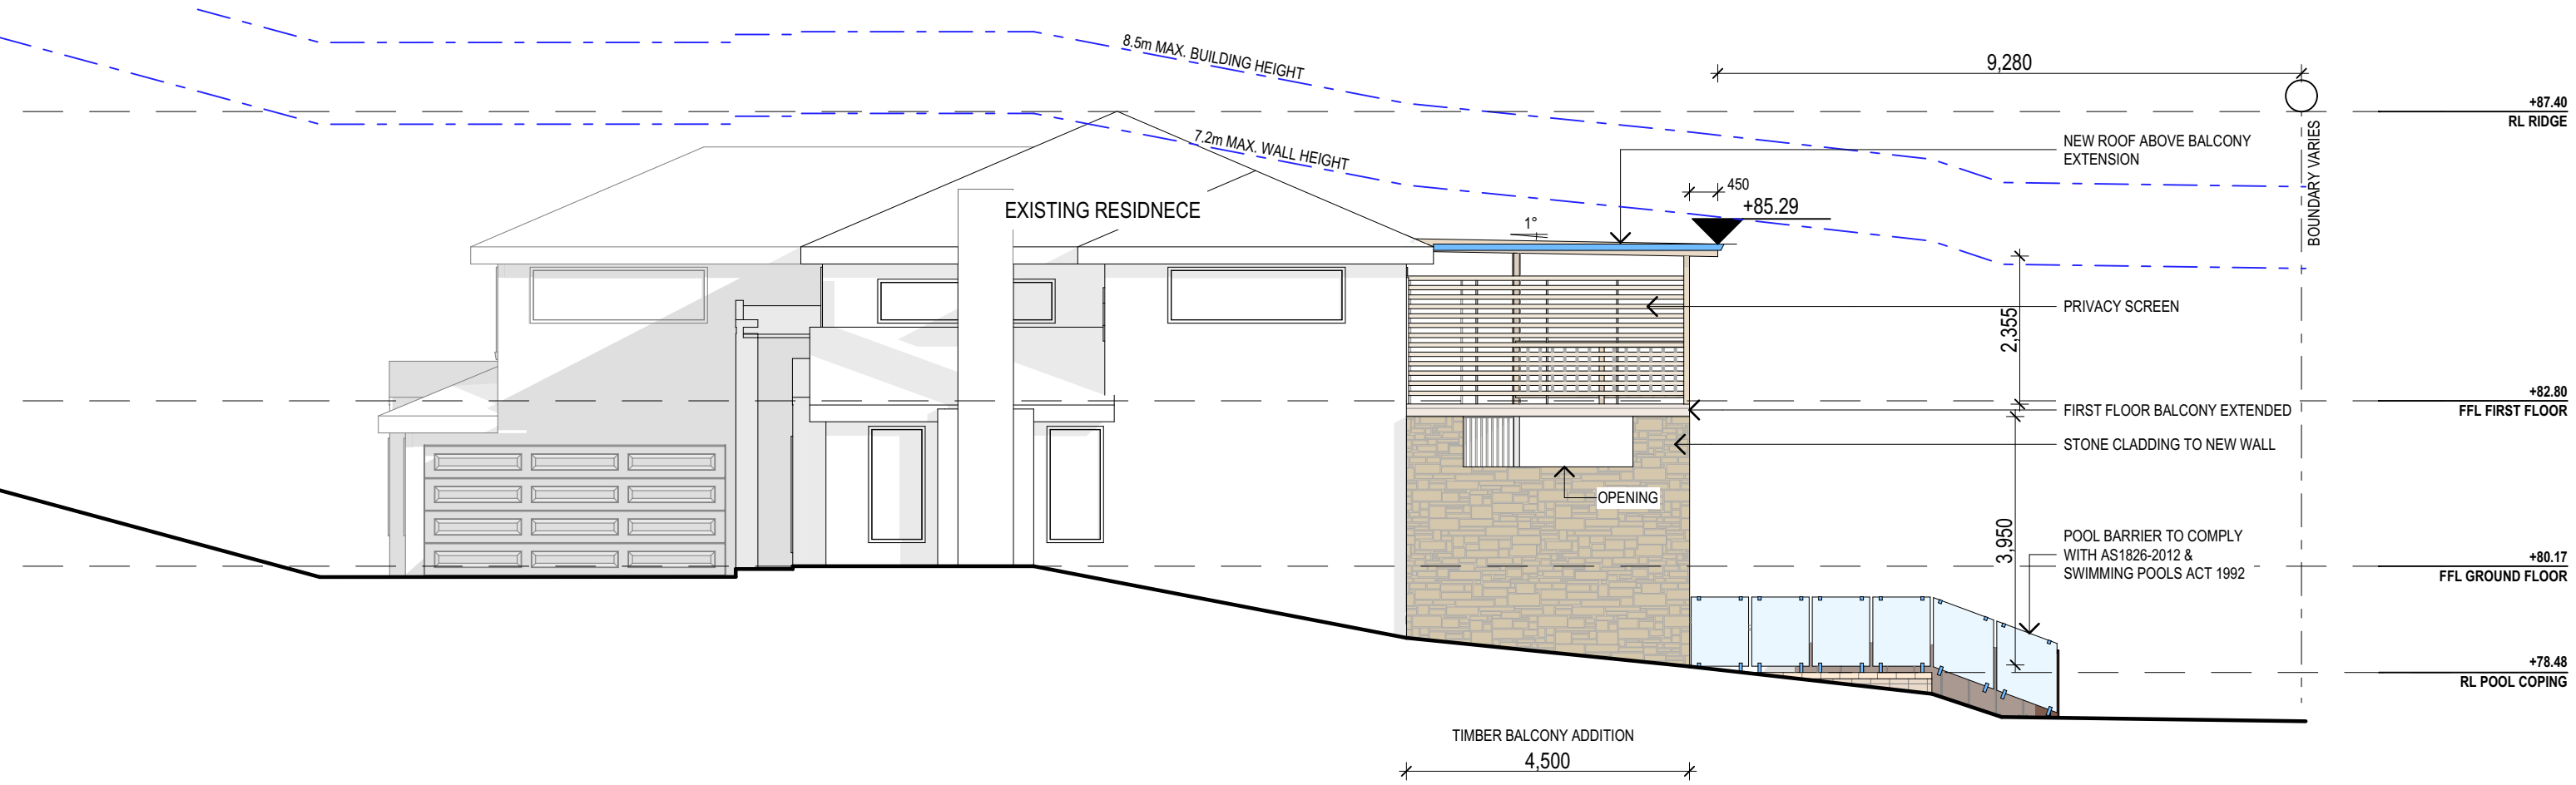 8.5m MAX. BUILDING HEIGHT
9,280
+87.40
RL RIDGE
BOUNDARY VARIES
7.2m MAX. WALL HEIGHT
NEW ROOF ABOVE BALCONY
EXTENSION
450
EXISTING RESIDNECE
+85.29
1°
PRIVACY SCREEN
2,355
+82.80
FFL FIRST FLOOR
FIRST FLOOR BALCONY EXTENDED
STONE CLADDING TO NEW WALL
OPENING
3,950
POOL BARRIER TO COMPLY
WITH AS1826-2012 &
SWIMMING POOLS ACT 1992
+80.17
FFL GROUND FLOOR
+78.48
RL POOL COPING
TIMBER BALCONY ADDITION
4,500